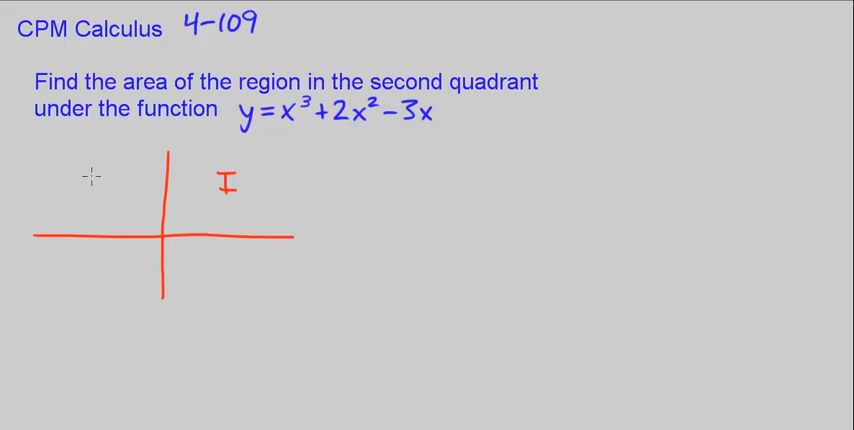 CPM Calculus 4-109
Find the area of the region in the second quadrant
under the function y = x³ + 2x² - 3x
I